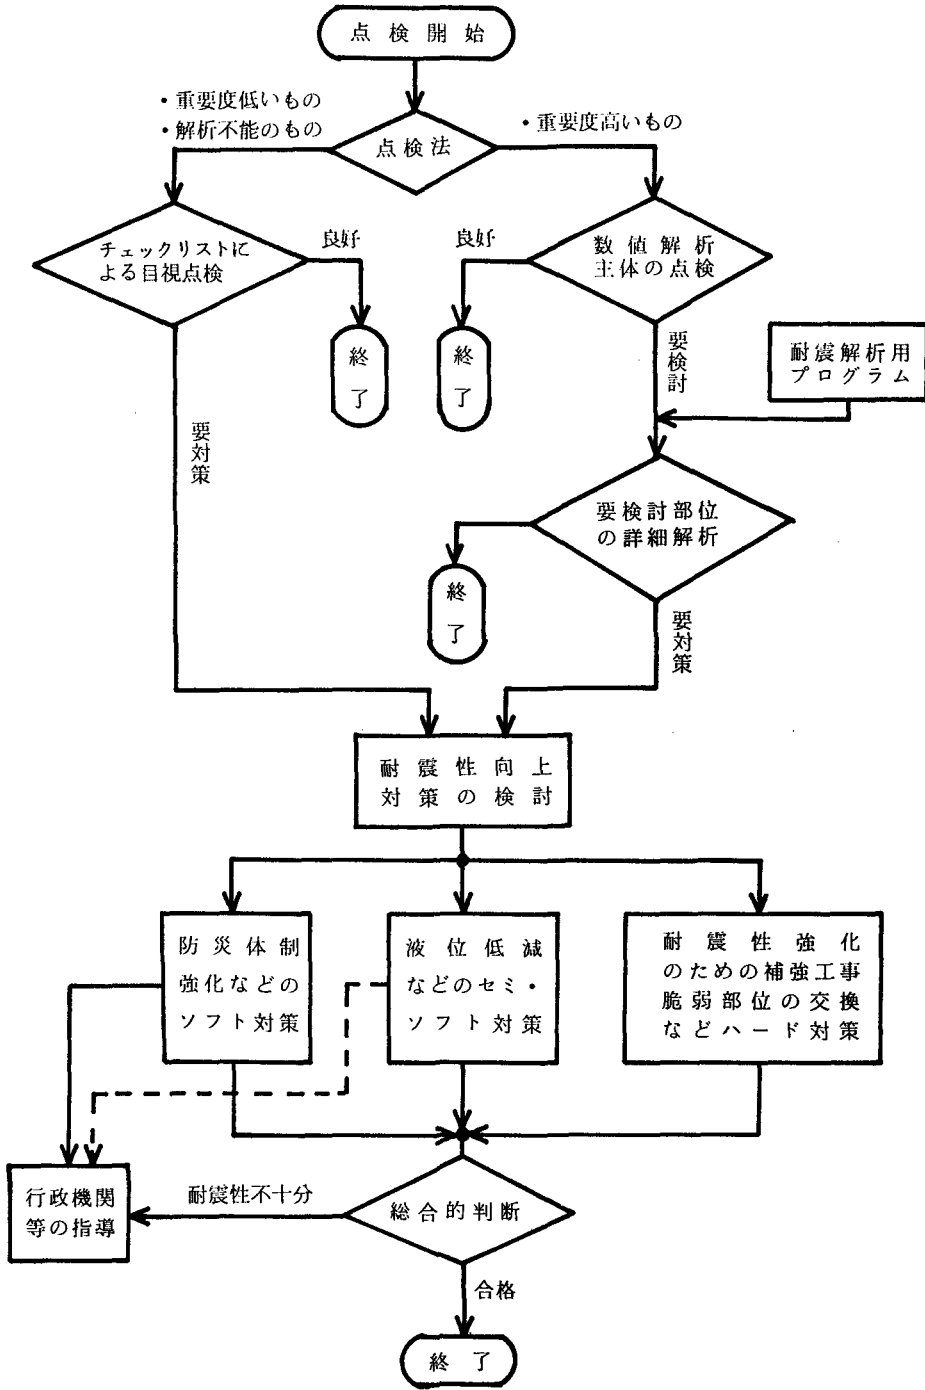 点検開始
・重要度低いもの
・解析不能のもの
・重要度高いもの
点検法
チェックリストに
よる目視点検
良好
良好
数値解析
主体の点検
終
了
終
了
要検討
耐震解析用
プログラム
要対策
要検討部位
の詳細解析
終
了
要対策
耐震性向上
対策の検討
防災体制
強化などの
ソフト対策
液位低減
などのセミ・
ソフト対策
耐震性強化
のための補強工事
脆弱部位の交換
などハード対策
行政機関
等の指導
耐震性不十分
総合的判断
合格
終了